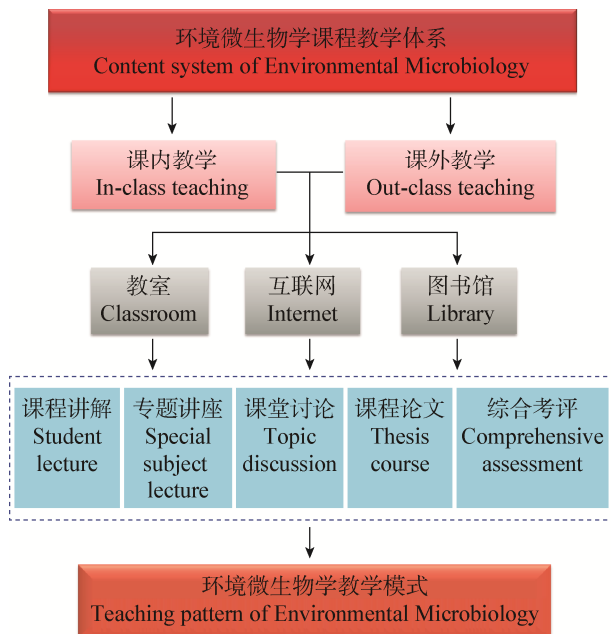 环境微生物学课程教学体系
Content system of Environmental Microbiology
课内教学
In-class teaching
课外教学
Out-class teaching
教室
Classroom
互联网
Internet
图书馆
Library
课程讲解
Student
lecture
专题讲座
Special
subject
lecture
课堂讨论
Topic
discussion
课程论文
Thesis
course
综合考评
Comprehensive
assessment
环境微生物学教学模式
Teaching pattern of Environmental Microbiology